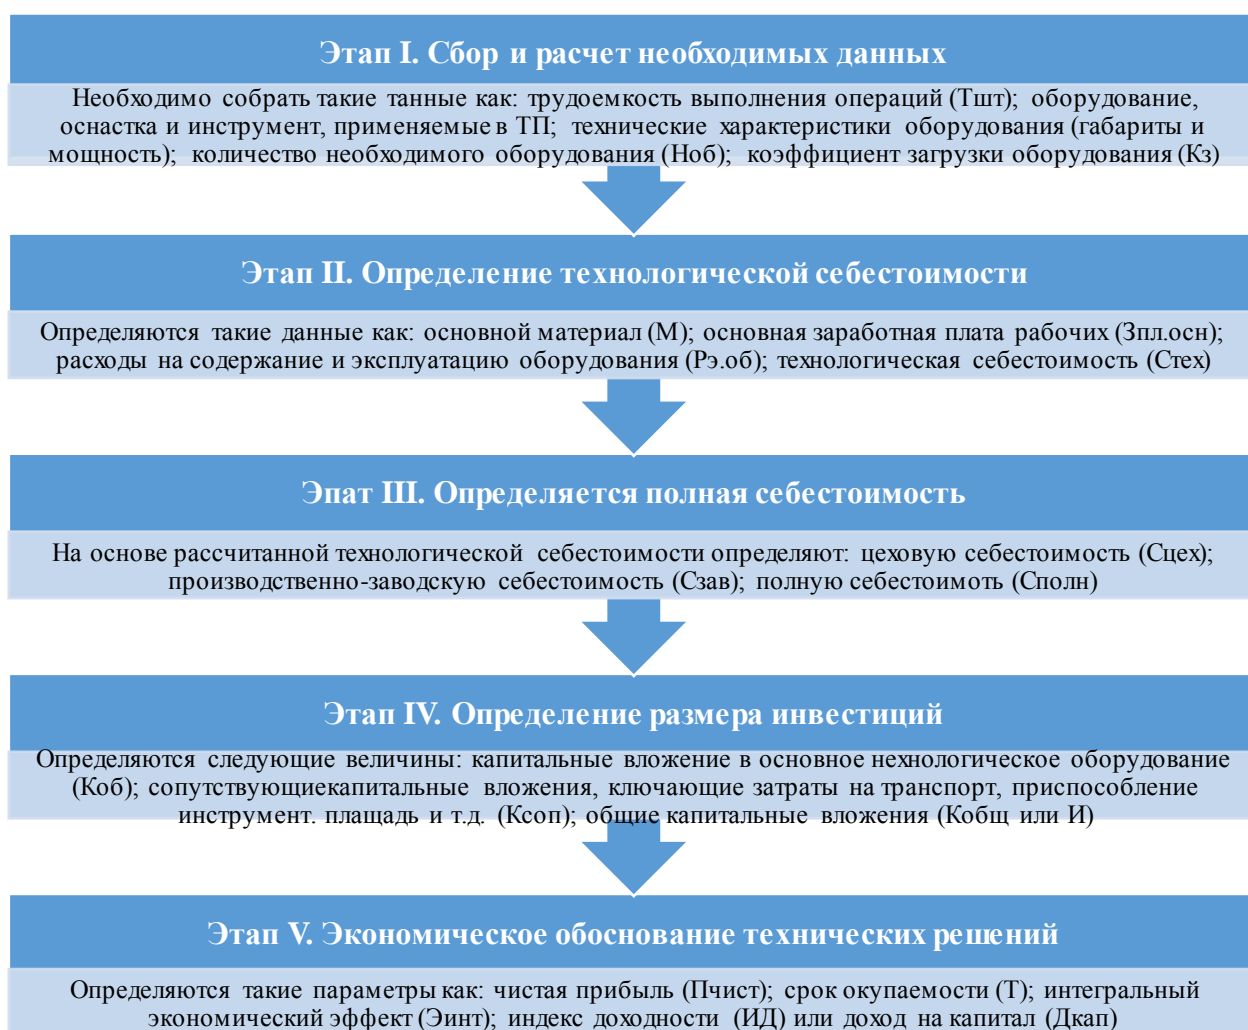 Этап I. Сбор и расчет необходимых данных
Необходимо собрать такие танные как: трудоемкость выполнения операций (Тшт); оборудование,
оснастка и инструмент, применяемые в ТП; технические характеристики оборудования (габариты и
мощность); количество необходимого оборудования (Ноб); коэффициент загрузки оборудования (Кз)
Этап II. Определение технологической себестоимости
Определяются такие данные как: основной материал (М); основная заработная плата рабочих (Зпл.осн);
расходы на содержание и эксплуатацию оборудования (Рэ.об); технологическая себестоимость (Стех)
Эпат III. Определяется полная себестоимость
На основе рассчитанной технологической себестоимости определяют: цеховую себестоимость (Сцех);
производственно-заводскую себестоимость (Сзав); полную себестоимоть (Сполн)
Этап IV. Определение размера инвестиций
Определяются следующие величины: капитальные вложение в основное нехнологическое оборудование
(Коб); сопутствующиекапитальные вложения, ключающие затраты на транспорт, приспособление
инструмент. плащадь и т.д. (Ксоп); общие капитальные вложения (Кобщ или И)
Этап V. Экономическое обоснование технических решений
Определяются такие параметры как: чистая прибыль (Пчист); срок окупаемости (Т); интегральный
экономический эффект (Эинт); индекс доходности (ИД) или доход на капитал (Дкап)